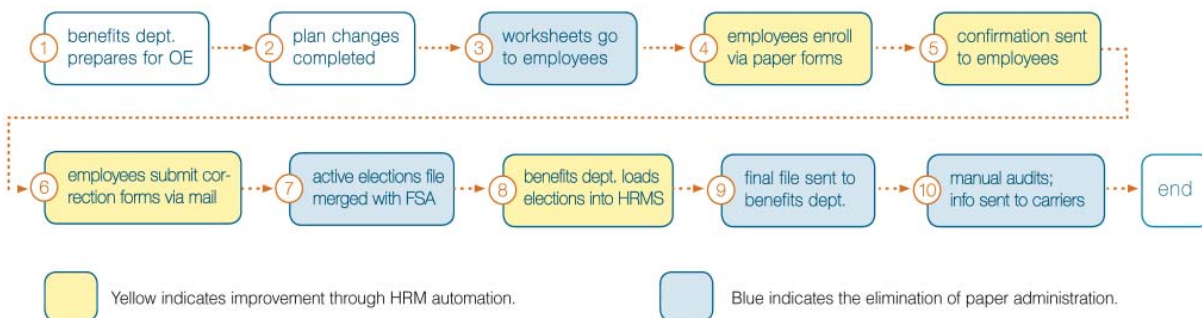 1
benefits dept.
prepares for OE
2
plan changes
completed
3
worksheets go
to employees
4
employees enroll
via paper forms
5
confirmation sent
to employees
6
employees submit cor-
rection forms via mail
7
active elections file
merged with FSA
8
benefits dept. loads
elections into HRMS
9
final file sent to
benefits dept.
10
manual audits;
info sent to carriers
end
Yellow indicates improvement through HRM automation.
Blue indicates the elimination of paper administration.